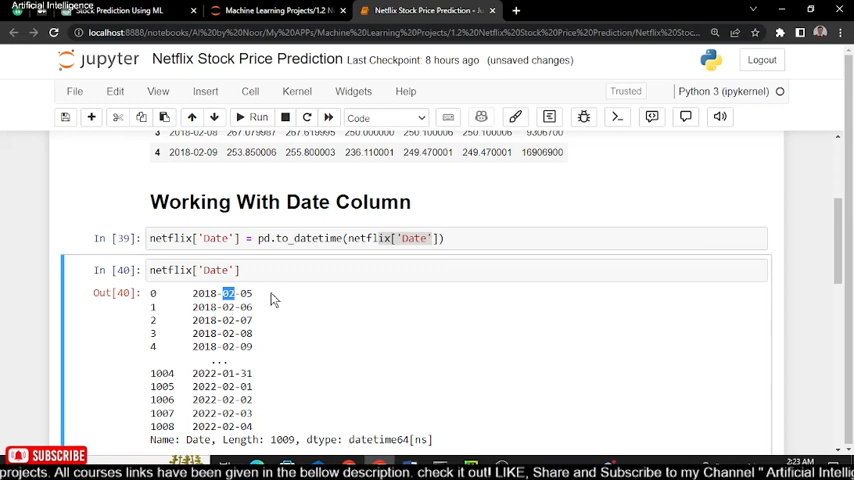 Artificial Intelligence
Stock Prediction Using ML
Machine Learning Projects/1.2 N
Netflix Stock Price Prediction - Ju
localhost:8888/notebooks/AI%20by%20Noor/My%20APPs/Machine%20Learning%20Projects/1.2%20Netflix%20Stock%20Price%20Prediction/Netflix%20Stoc...
jupyter Netflix Stock Price Prediction Last Checkpoint: 8 hours ago (unsaved changes)
Logout
File Edit View Insert Cell Kernel Widgets Help
Trusted
Python 3 (ipykernel)
Run
Code
3 2018-02-08 267.079987 267.619995 250.000000 250.100006 250.100006 9306700
4 2018-02-09 253.850006 255.800003 236.110001 249.470001 249.470001 16906900
Working With Date Column
In [39]: netflix['Date'] = pd.to_datetime(netflix['Date'])
In [40]: netflix['Date']
Out[40]: 0 2018-02-05
1 2018-02-06
2 2018-02-07
3 2018-02-08
4 2018-02-09
...
1004 2022-01-31
1005 2022-02-01
1006 2022-02-02
1007 2022-02-03
1008 2022-02-04
Name: Date, Length: 1009, dtype: datetime64[ns]
SUBSCRIBE
2:23 AM
projects. All courses links have been given in the bellow description. check it out! LIKE, Share and Subscribe to my Channel " Artificial Intellige